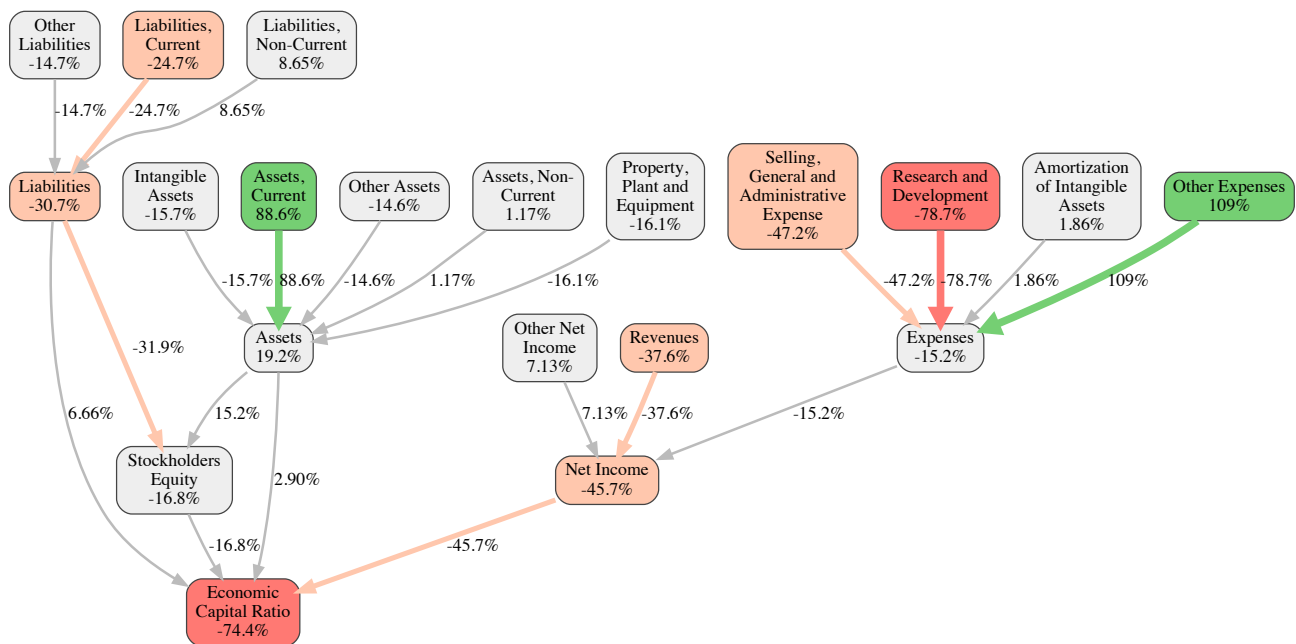 Other
Liabilities
-14.7%
Liabilities,
Current
-24.7%
Liabilities,
Non-Current
8.65%
-14.7%
-24.7%
8.65%
Liabilities
-30.7%
Intangible
Assets
-15.7%
Assets,
Current
88.6%
Other Assets
-14.6%
Assets, Non-
Current
1.17%
Property,
Plant and
Equipment
-16.1%
Selling,
General and
Administrative
Expense
-47.2%
Research and
Development
-78.7%
Amortization
of Intangible
Assets
1.86%
Other Expenses
109%
-15.7%
88.6%
-14.6%
1.17%
-16.1%
-47.2%
-78.7%
1.86%
109%
-31.9%
Assets
19.2%
Other Net
Income
7.13%
Revenues
-37.6%
Expenses
-15.2%
6.66%
15.2%
7.13%
-37.6%
-15.2%
Stockholders
Equity
-16.8%
2.90%
Net Income
-45.7%
-16.8%
-45.7%
Economic
Capital Ratio
-74.4%